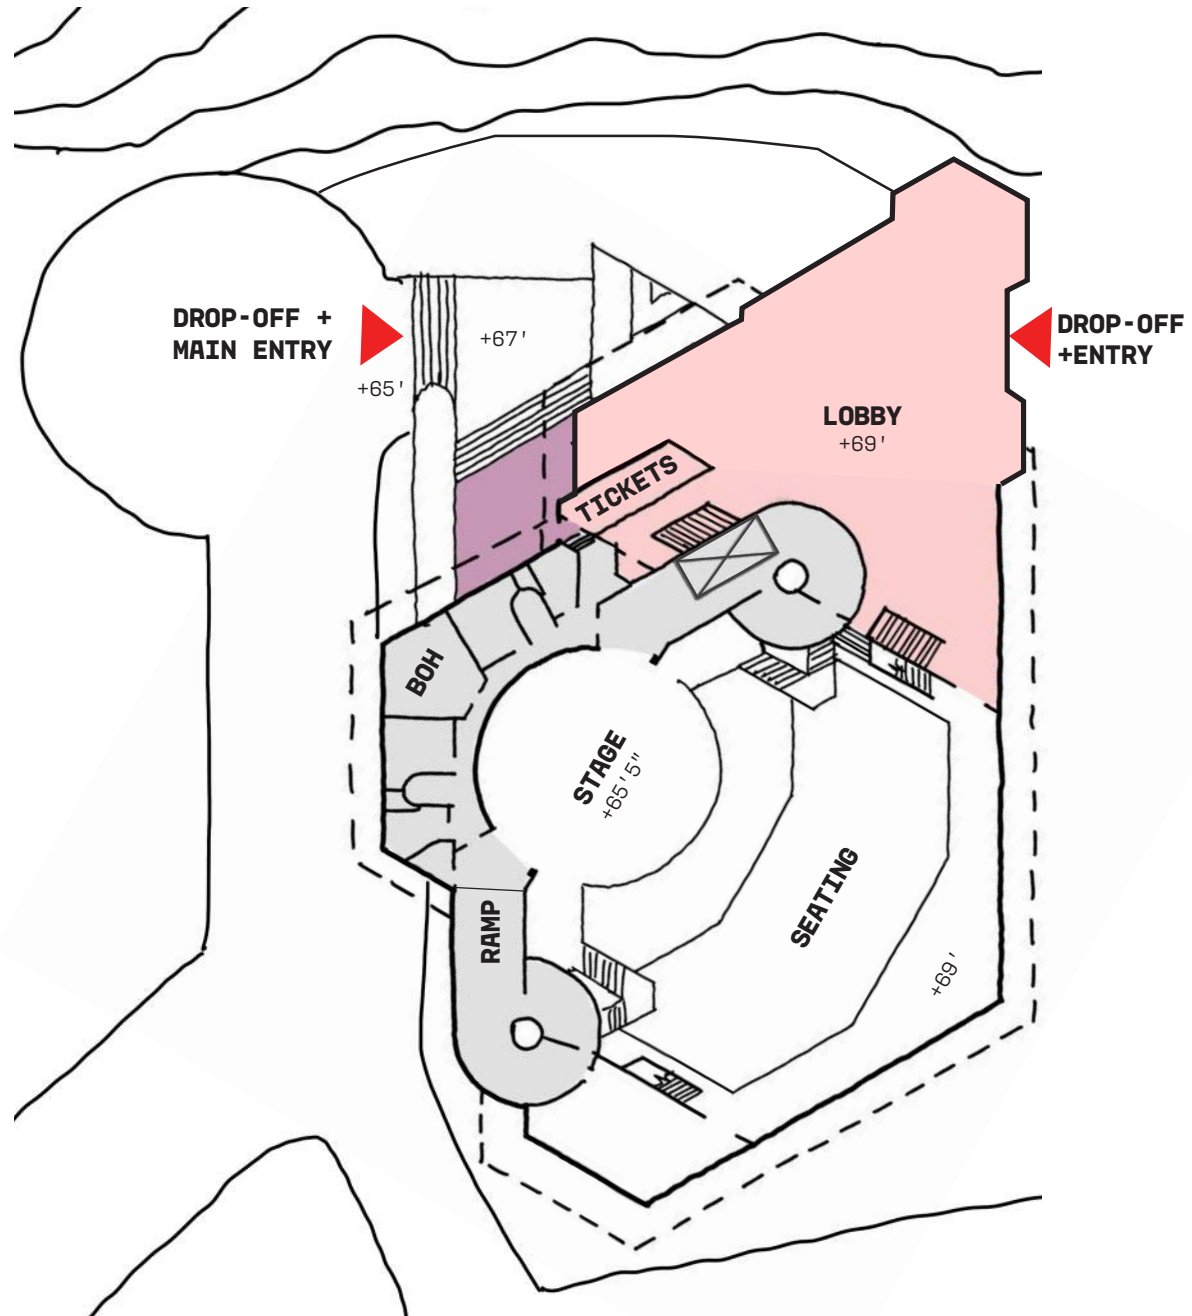 DROP-OFF +
MAIN ENTRY
+65'
+67'
DROP-OFF
+ENTRY
LOBBY
+69'
TICKETS
BOH
STAGE
+65'5"
SEATING
+69'
RAMP